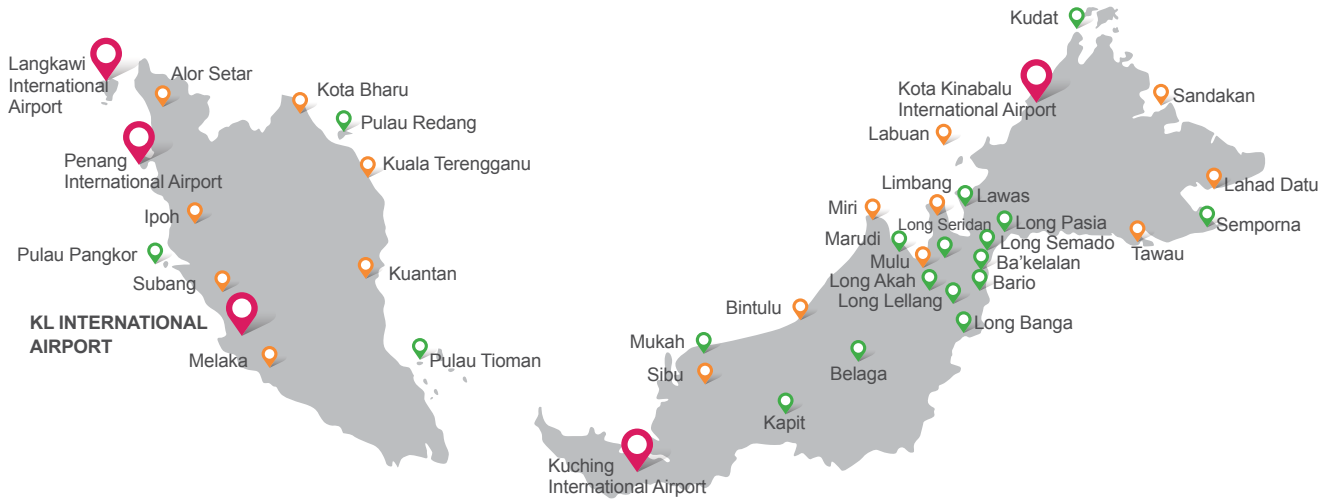 Langkawi
International
Airport
Alor Setar
Kota Bharu
Pulau Redang
Penang
International Airport
Kuala Terengganu
Ipoh
Pulau Pangkor
Subang
Kuantan
KL INTERNATIONAL
AIRPORT
Melaka
Pulau Tioman
Kudat
Kota Kinabalu
International Airport
Sandakan
Labuan
Limbang
Lawas
Lahad Datu
Miri
Long Seridan
Long Pasia
Semporna
Marudi
Long Semado
Tawau
Mulu
Ba'kelalan
Long Akah
Bario
Long Lellang
Bintulu
Long Banga
Mukah
Sibu
Belaga
Kapit
Kuching
International Airport